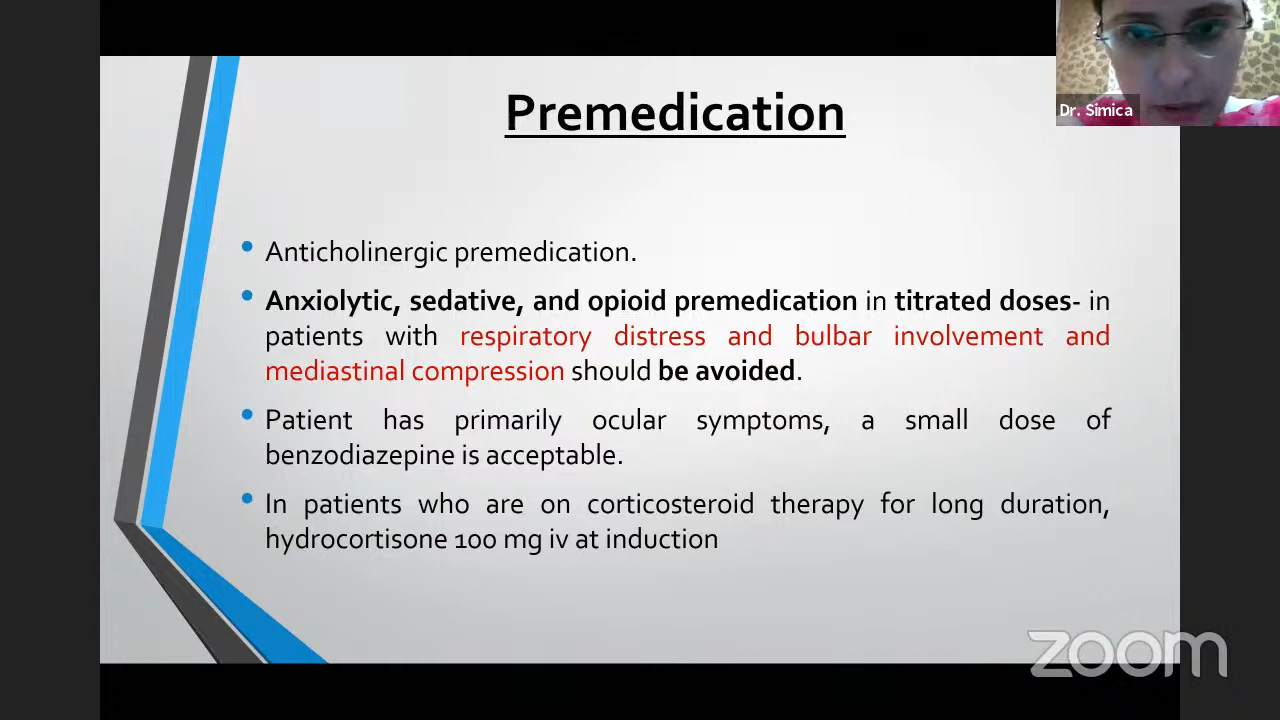 Premedication
Dr. Simica
Anticholinergic premedication.
Anxiolytic, sedative, and opioid premedication in titrated doses- in
patients with respiratory distress and bulbar involvement and
mediastinal compression should be avoided.
Patient has primarily ocular symptoms, a small dose of
benzodiazepine is acceptable.
In patients who are on corticosteroid therapy for long duration,
hydrocortisone 100 mg iv at induction
zoom